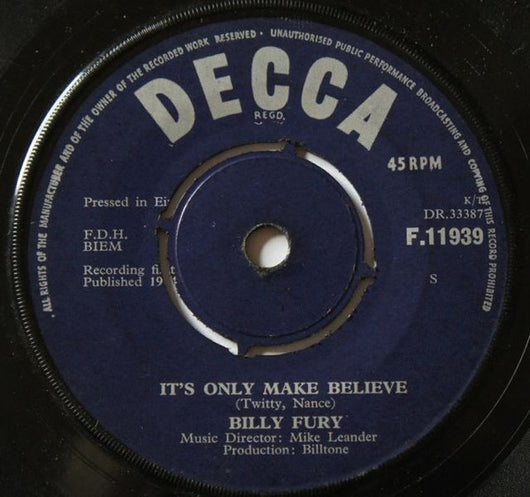 ALL RIGHTS OF THE MANUFACTURER AND OF THE OWNER OF THE RECORDED WORK RESERVED · UNAUTHORISED PUBLIC PERFORMANCE BROADCASTING AND COPYING OF THIS RECORD PROHIBITED
DECCA
REGD.
45 RPM
Pressed in
F.D.H.
BIEM
Recording first
Published
DR.33387
F.11939
S
IT'S ONLY MAKE BELIEVE
(Twitty, Nance)
BILLY FURY
Music Director: Mike Leander
Production: Billtone